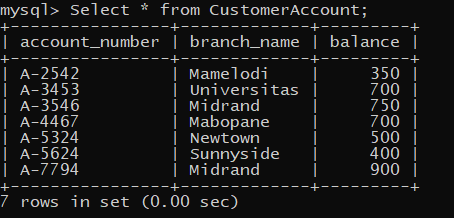 mysql> Select * from CustomerAccount;
+----------------+-------------+---------+
| account_number | branch_name | balance |
+----------------+-------------+---------+
| A-2542         | Mamelodi    |     350 |
| A-3453         | Universitas |     700 |
| A-3546         | Midrand     |     750 |
| A-4467         | Mabopane    |     700 |
| A-5324         | Newtown     |     500 |
| A-5624         | Sunnyside   |     400 |
| A-7794         | Midrand     |     900 |
+----------------+-------------+---------+
7 rows in set (0.00 sec)